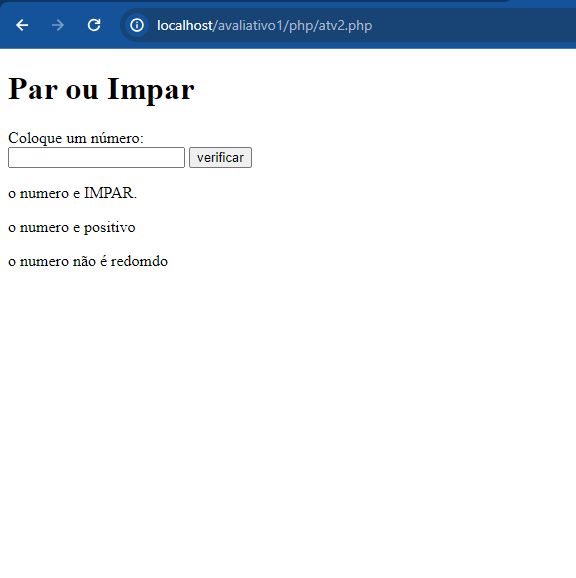 localhost/avaliativo1/php/atv2.php
Par ou Impar
Coloque um número:
verificar
o numero e IMPAR.
o numero e positivo
o numero não é redomdo